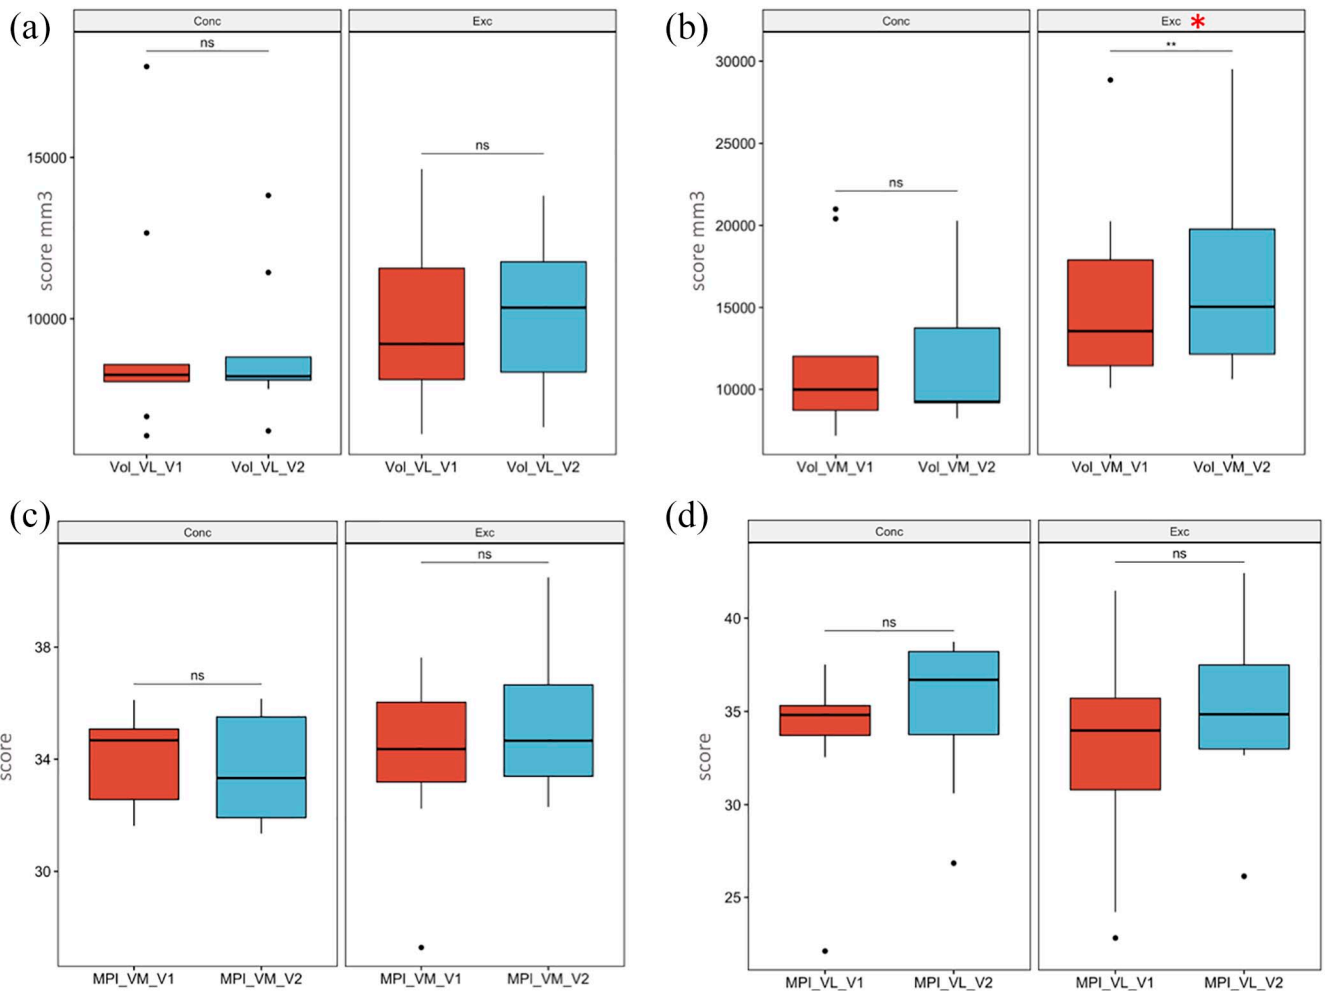 (a)
Conc
Exc
ns
ns
15000
10000
score mm3
Vol_VL_V1
Vol_VL_V2
Vol_VL_V1
Vol_VL_V2
(b)
Conc
Exc *
ns
**
30000
25000
20000
15000
10000
score mm3
Vol_VM_V1
Vol_VM_V2
Vol_VM_V1
Vol_VM_V2
(c)
Conc
Exc
ns
ns
38
34
30
score
MPI_VM_V1
MPI_VM_V2
MPI_VM_V1
MPI_VM_V2
(d)
Conc
Exc
ns
ns
40
35
30
25
score
MPI_VL_V1
MPI_VL_V2
MPI_VL_V1
MPI_VL_V2